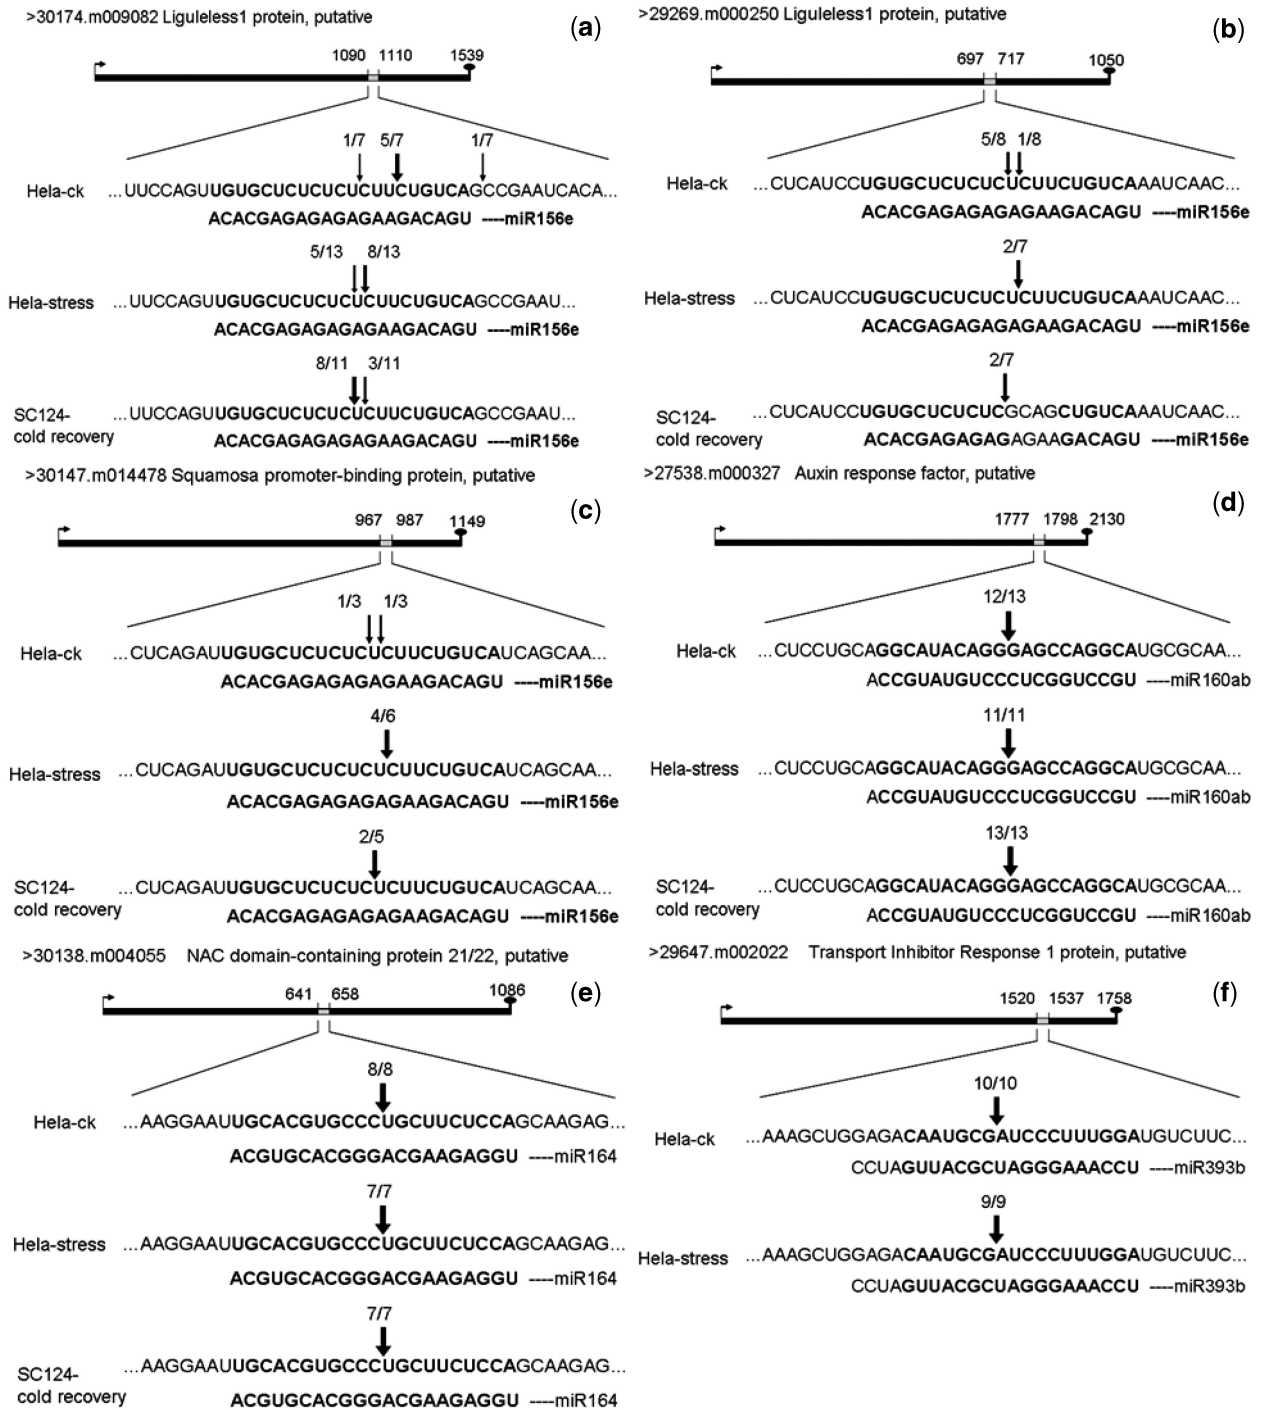 >30174.m009082 Liguleless1 protein, putative
(a)
1090 1110 1539
1/7 5/7 1/7
Hela-ck ...UUCCAGUUGUGCUCUCUCUCUUCUGUCAGCCGAAUCACA...
ACACGAGAGAGAGAAGACAGU ----miR156e
5/13 8/13
Hela-stress ...UUCCAGUUGUGCUCUCUCUCUUCUGUCAGCCGAAU...
ACACGAGAGAGAGAAGACAGU ----miR156e
8/11 3/11
SC124-
cold recovery ...UUCCAGUUGUGCUCUCUCUCUUCUGUCAGCCGAAU...
ACACGAGAGAGAGAAGACAGU ----miR156e
>29269.m000250 Liguleless1 protein, putative
(b)
697 717 1050
5/8 1/8
Hela-ck ...CUCAUCCUGUGCUCUCUCUCUUCUGUCAAAUCAAC...
ACACGAGAGAGAGAAGACAGU ----miR156e
2/7
Hela-stress ...CUCAUCCUGUGCUCUCUCUCUUCUGUCAAAUCAAC...
ACACGAGAGAGAGAAGACAGU ----miR156e
2/7
SC124-
cold recovery ...CUCAUCCUGUGCUCUCUCGCAGCUGUCAAAUCAAC...
ACACGAGAGAGAGAAGACAGU ----miR156e
>30147.m014478 Squamosa promoter-binding protein, putative
(c)
967 987 1149
1/3 1/3
Hela-ck ...CUCAGAUUGUGCUCUCUCUCUUCUGUCAUCAGCAA...
ACACGAGAGAGAGAAGACAGU ----miR156e
4/6
Hela-stress ...CUCAGAUUGUGCUCUCUCUCUUCUGUCAUCAGCAA...
ACACGAGAGAGAGAAGACAGU ----miR156e
2/5
SC124-
cold recovery ...CUCAGAUUGUGCUCUCUCUCUUCUGUCAUCAGCAA...
ACACGAGAGAGAGAAGACAGU ----miR156e
>27538.m000327 Auxin response factor, putative
(d)
1777 1798 2130
12/13
Hela-ck ...CUCCUGCAGGCAUACAGGGAGCCAGGCAUGCGCAA...
ACCGUAUGUCCCUCGGUCCGU ----miR160ab
11/11
Hela-stress ...CUCCUGCAGGCAUACAGGGAGCCAGGCAUGCGCAA...
ACCGUAUGUCCCUCGGUCCGU ----miR160ab
13/13
SC124-
cold recovery ...CUCCUGCAGGCAUACAGGGAGCCAGGCAUGCGCAA...
ACCGUAUGUCCCUCGGUCCGU ----miR160ab
>30138.m004055 NAC domain-containing protein 21/22, putative
(e)
641 658 1086
8/8
Hela-ck ...AAGGAAUUGCACGUGCCCUGCUUCUCCAGCAAGAG...
ACGUGCACGGGACGAAGAGGU ----miR164
7/7
Hela-stress ...AAGGAAUUGCACGUGCCCUGCUUCUCCAGCAAGAG...
ACGUGCACGGGACGAAGAGGU ----miR164
7/7
SC124-
cold recovery ...AAGGAAUUGCACGUGCCCUGCUUCUCCAGCAAGAG...
ACGUGCACGGGACGAAGAGGU ----miR164
>29647.m002022 Transport Inhibitor Response 1 protein, putative
(f)
1520 1537 1758
10/10
Hela-ck ...AAAGCUGGAGACAAUGCGAUCCCUUUGGAUGUCUUC...
CCUAGUUACGCUAGGGAAACCU ----miR393b
9/9
Hela-stress ...AAAGCUGGAGACAAUGCGAUCCCUUUGGAUGUCUUC...
CCUAGUUACGCUAGGGAAACCU ----miR393b